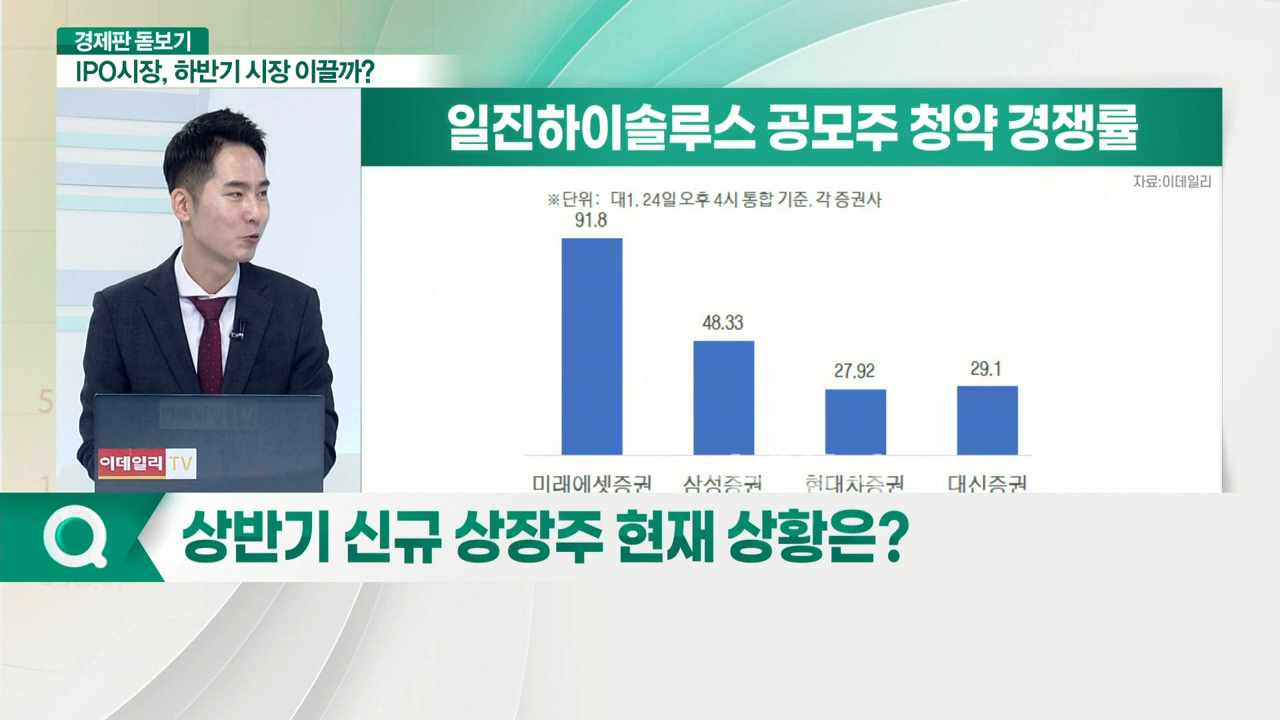 경제판 돋보기
IPO시장, 하반기 시장 이끌까?
일진하이솔루스 공모주 청약 경쟁률
자료:이데일리
※단위: 대1, 24일 오후 4시 통합 기준, 각 증권사
91.8
48.33
27.92
29.1
미래에셋증권 삼성증권 현대차증권 대신증권
이데일리 TV
5
1
상반기 신규 상장주 현재 상황은?